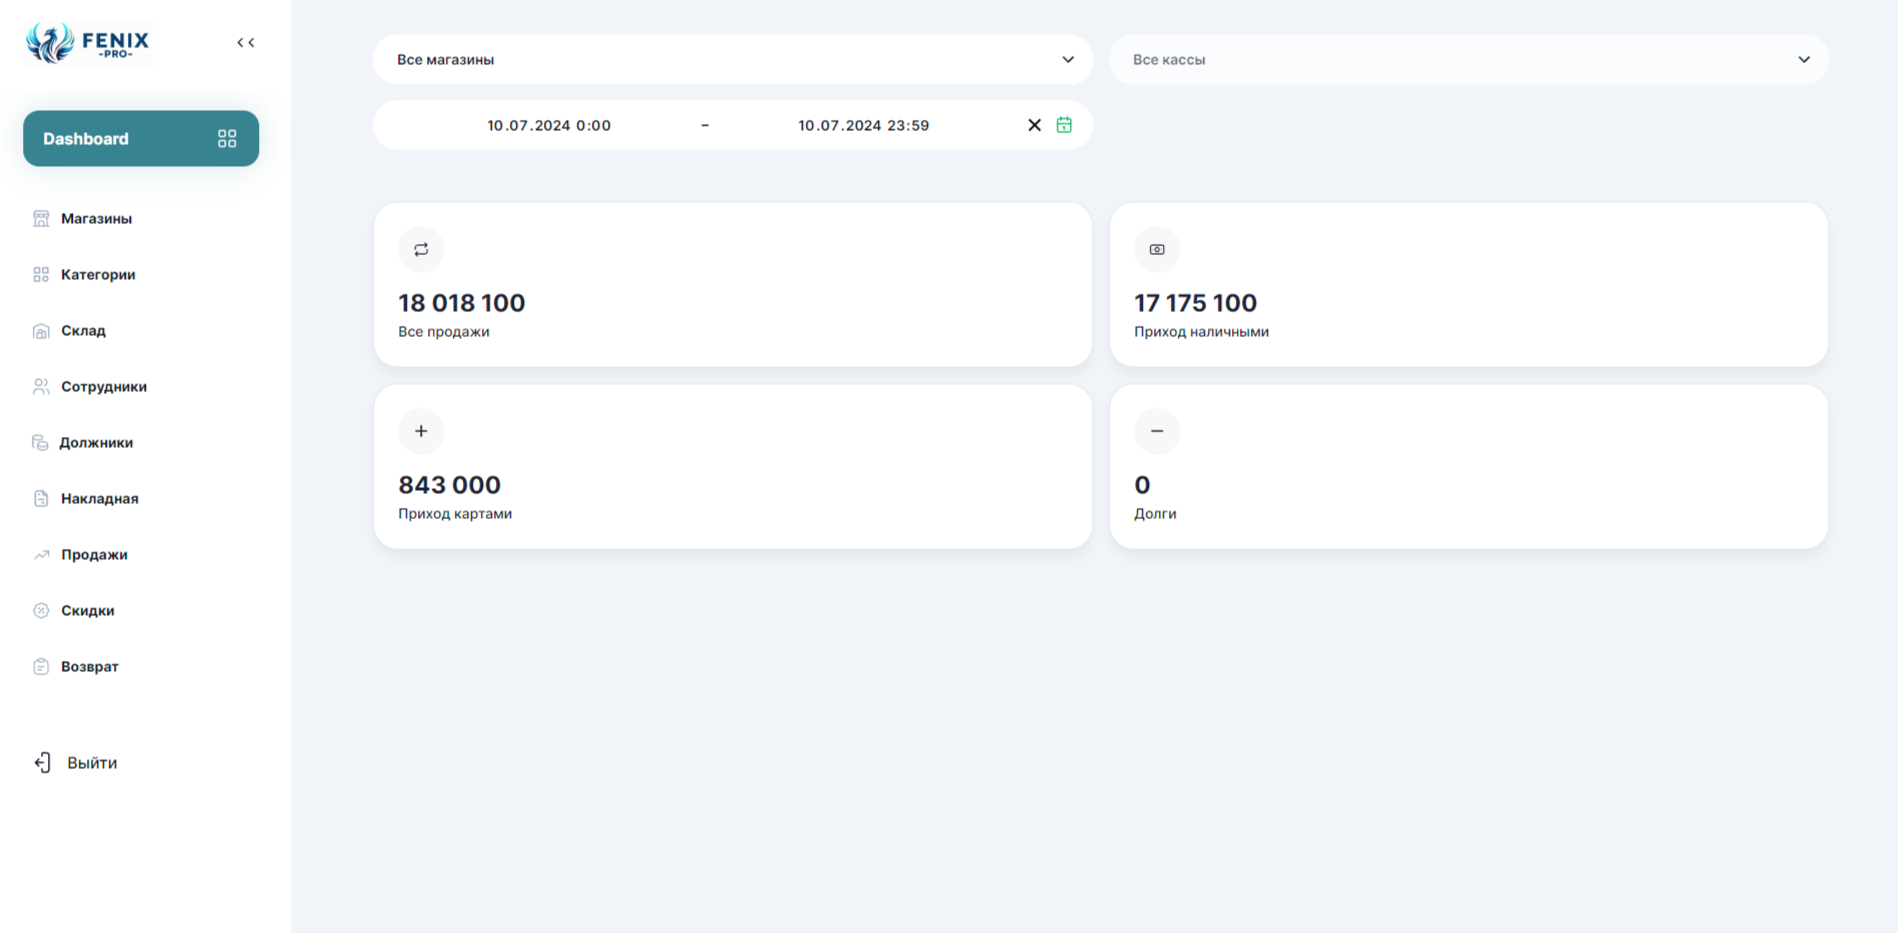 FENIX
-PRO-
Dashboard
Магазины
Категории
Склад
Сотрудники
Должники
Накладная
Продажи
Скидки
Возврат
Выйти
Все магазины
Все кассы
10.07.2024 0:00 – 10.07.2024 23:59
18 018 100
Все продажи
17 175 100
Приход наличными
843 000
Приход картами
0
Долги